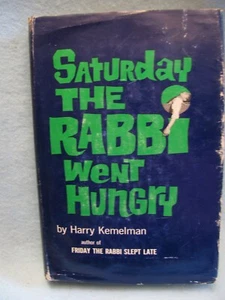 Saturday
THE
RABBi
WENT
HUNGRY
by Harry Kemelman
author of
FRIDAY THE RABBI SLEPT LATE